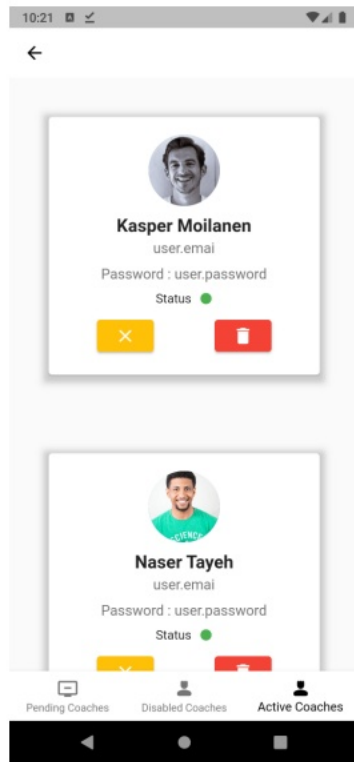 10:21
Kasper Moilanen
user.emai
Password : user.password
Status
SCIENCE
Naser Tayeh
user.emai
Password : user.password
Status
Pending Coaches
Disabled Coaches
Active Coaches